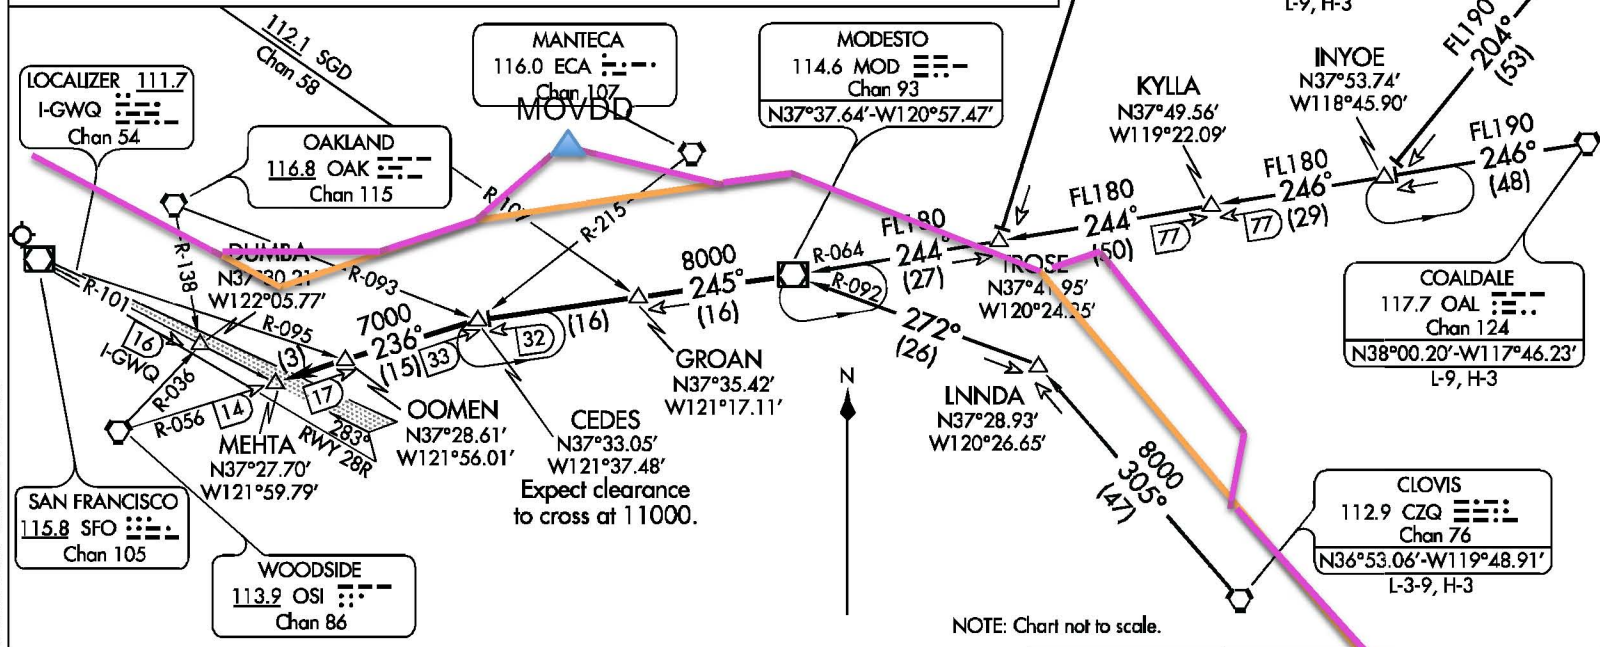 L-9, H-3
112.1 SGD
Chan 58
LOCALIZER 111.7
I-GWQ
Chan 54
OAKLAND
116.8 OAK
Chan 115
MANTECA
116.0 ECA
Chan 107
MOVDD
MODESTO
114.6 MOD
Chan 93
N37°37.64'-W120°57.47'
KYLLA
N37°49.56'
W119°22.09'
INYOE
N37°53.74'
W118°45.90'
FL190
204°
(53)
FL190
246°
(48)
FL180
246°
(29)
77
77
FL180
244°
(50)
FL180
244°
(27)
R-064
R-092
TROSE
N37°41.95'
W120°24.25'
COALDALE
117.7 OAL
Chan 124
N38°00.20'-W117°46.23'
L-9, H-3
R-215
R-138
R-093
R-101
R-095
DUMBA
N37°30.21'
W122°05.77'
8000
245°
(16)
(16)
7000
236°
(15)
(3)
33
32
16
17
14
I-GWQ
R-036
R-056
283°
RWY 28R
MEHTA
N37°27.70'
W121°59.79'
OOMEN
N37°28.61'
W121°56.01'
CEDES
N37°33.05'
W121°37.48'
Expect clearance
to cross at 11000.
GROAN
N37°35.42'
W121°17.11'
272°
(26)
LNNDA
N37°28.93'
W120°26.65'
8000
305°
(47)
N
SAN FRANCISCO
115.8 SFO
Chan 105
WOODSIDE
113.9 OSI
Chan 86
CLOVIS
112.9 CZQ
Chan 76
N36°53.06'-W119°48.91'
L-3-9, H-3
NOTE: Chart not to scale.